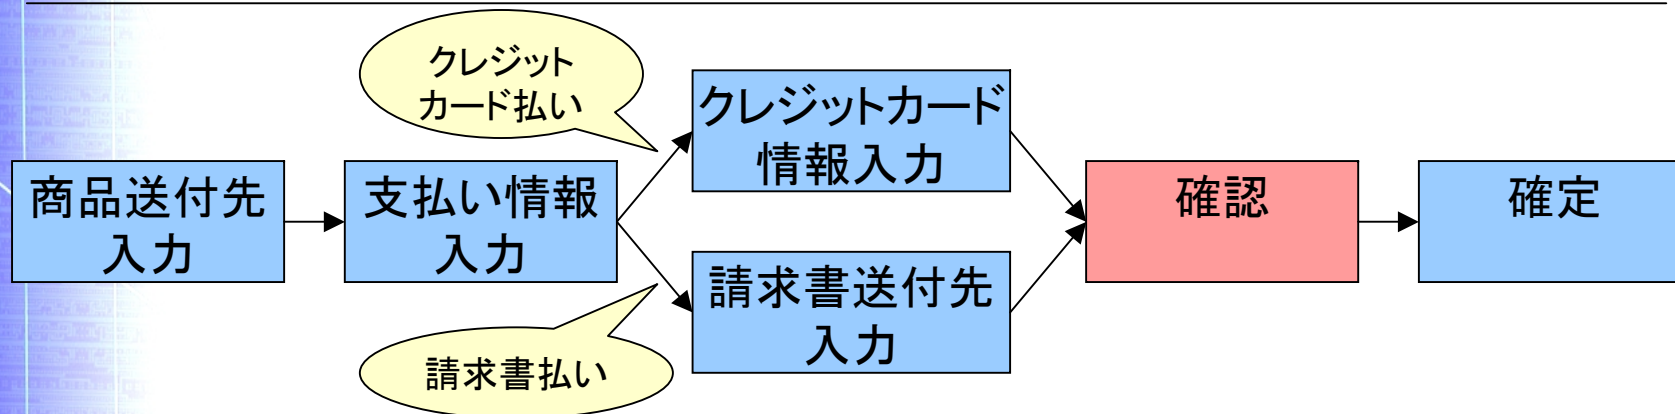 クレジット
カード払い
クレジットカード
情報入力
商品送付先
入力
支払い情報
入力
確認
確定
請求書送付先
入力
請求書払い